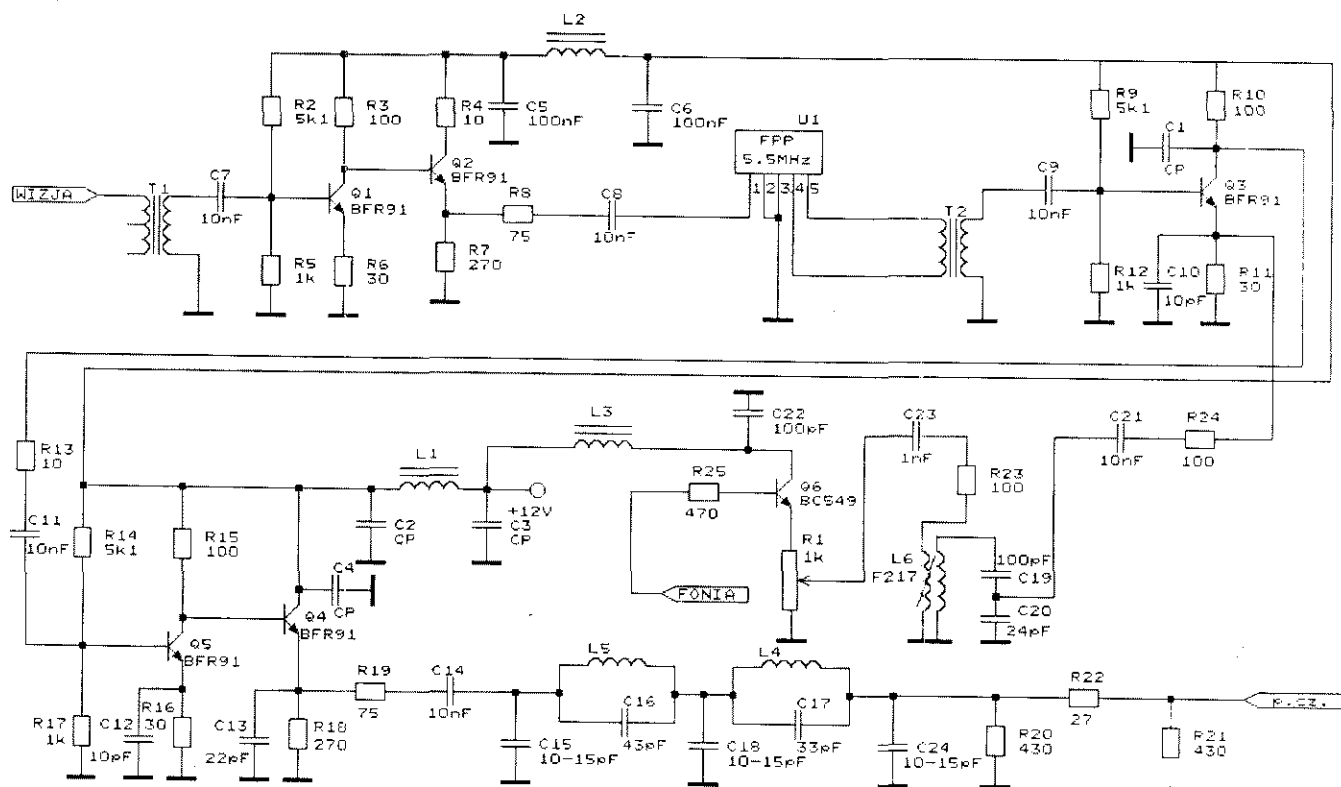 L2
R2
5k1
R3
100
R4
10
C5
100nF
C6
100nF
U1
FPP
5.5MHz
1 2 3 4 5
R9
5k1
R10
100
C1
CP
WIZJA
T1
C7
10nF
Q1
BFR91
Q2
BFR91
R8
75
C8
10nF
R5
1k
R6
30
R7
270
T2
C9
10nF
Q3
BFR91
R12
1k
C10
10pF
R11
30
R13
10
C11
10nF
R14
5k1
R15
100
L1
L3
C22
100pF
C23
1nF
C21
10nF
R24
100
C2
CP
C3
CP
+12V
R25
470
Q6
BC549
R23
100
C4
CP
FONIA
R1
1k
L6
F217
100pF
C19
C20
24pF
Q5
BFR91
Q4
BFR91
R17
1k
C12
10pF
R16
30
C13
22pF
R18
270
R19
75
C14
10nF
L5
C16
43pF
L4
C17
33pF
C15
10-15pF
C18
10-15pF
C24
10-15pF
R20
430
R22
27
R21
430
p.cz.